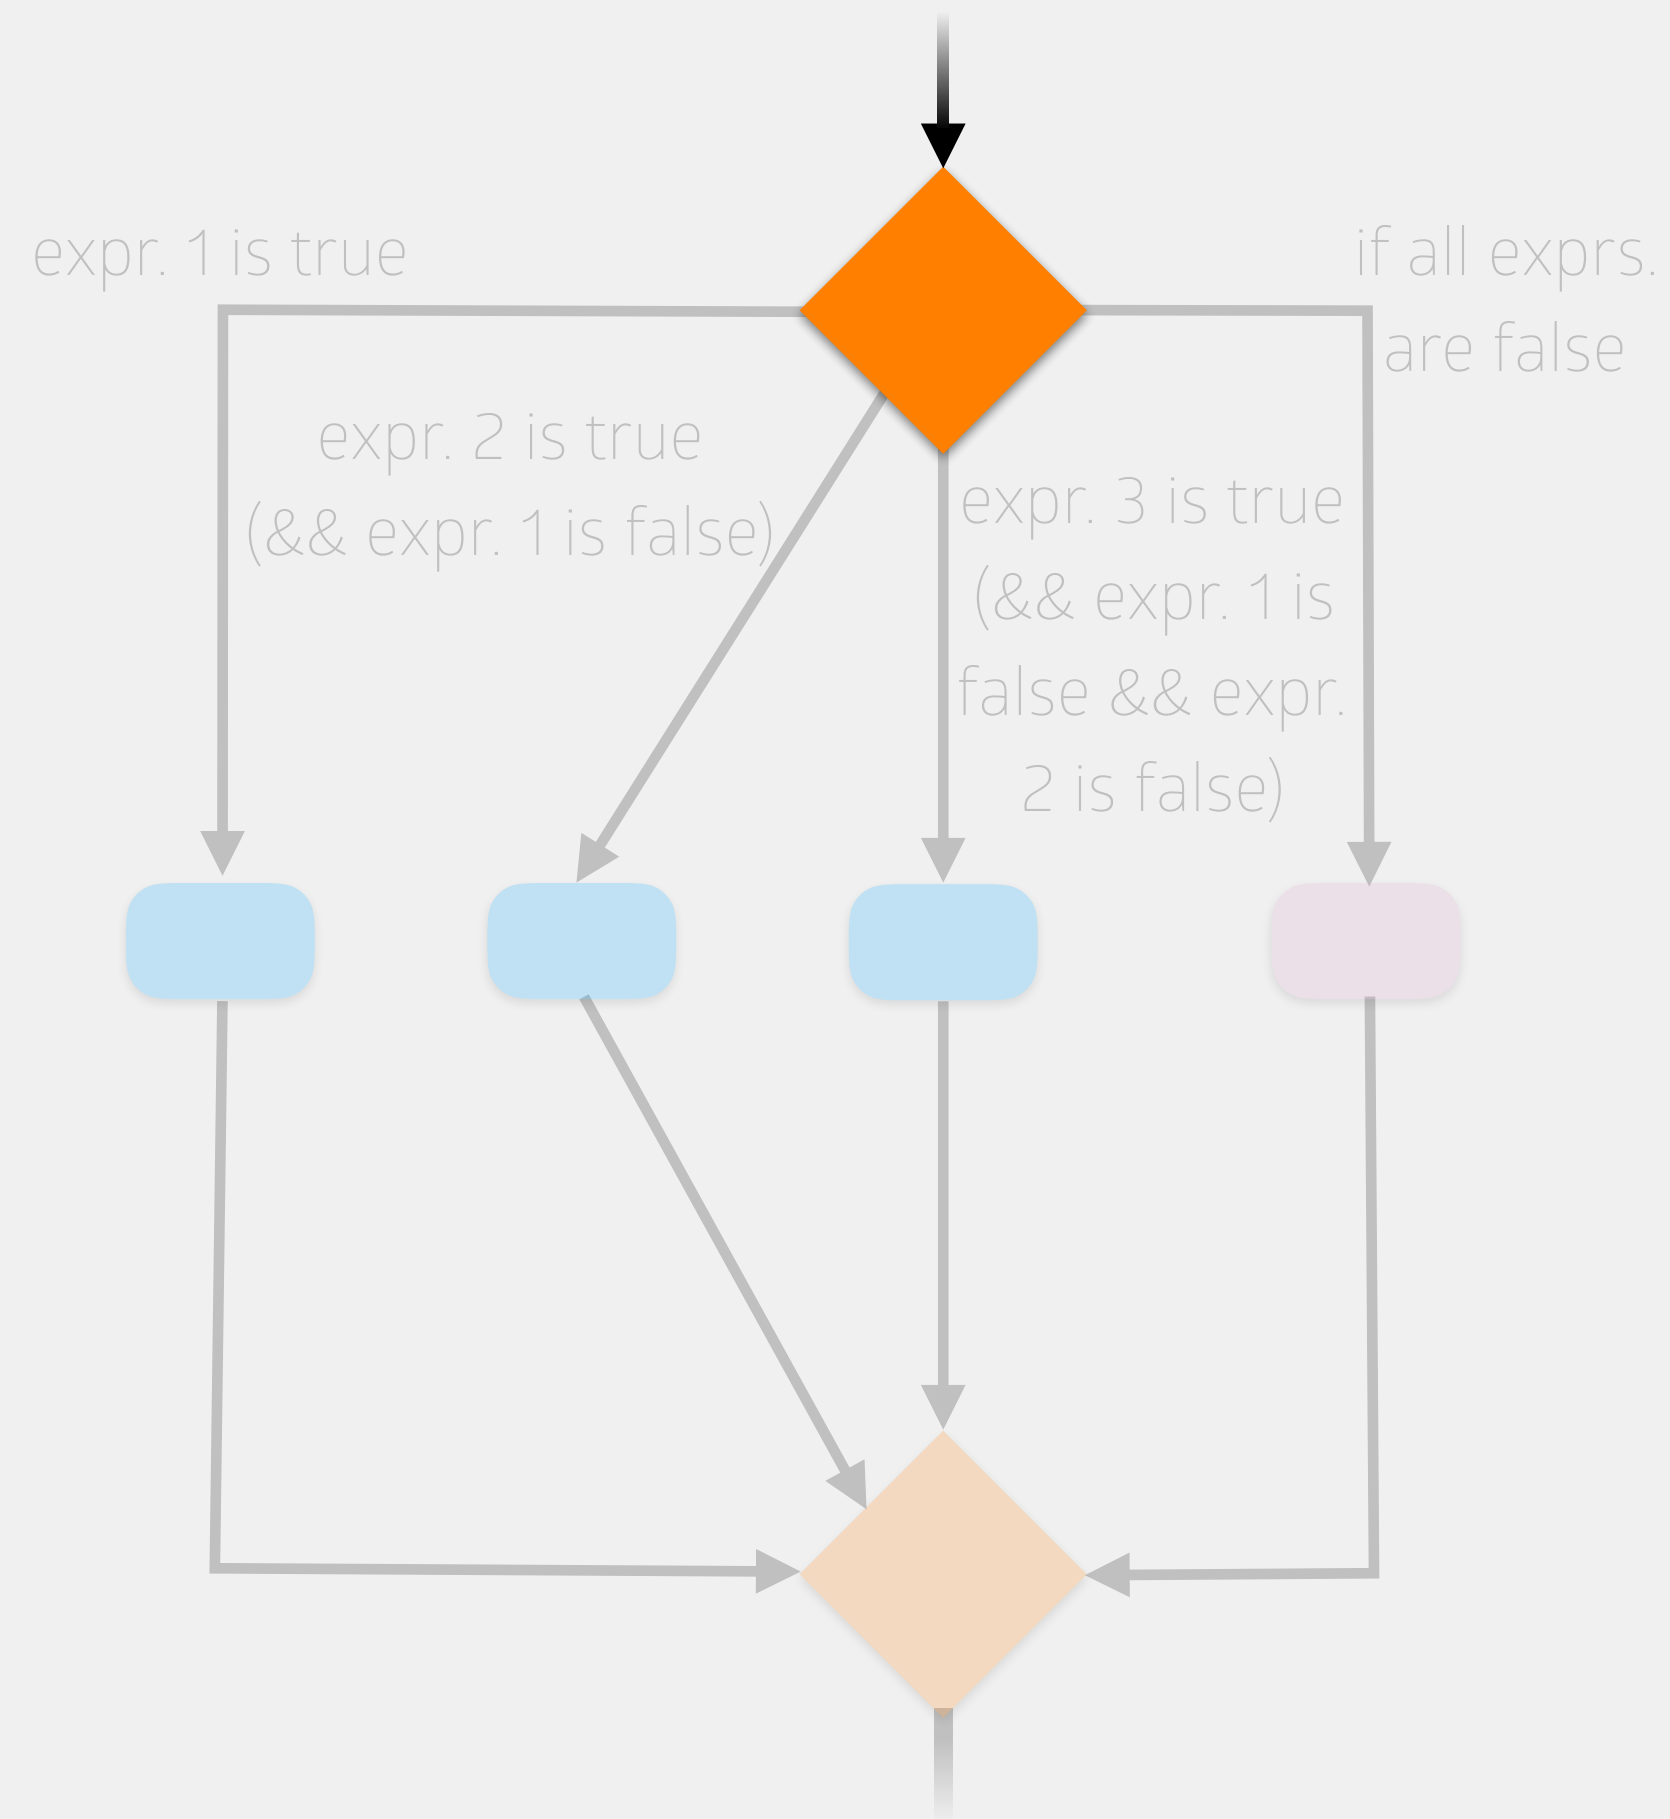 expr. 1 is true
if all exprs.
are false
expr. 2 is true
(&& expr. 1 is false)
expr. 3 is true
(&& expr. 1 is
false && expr.
2 is false)